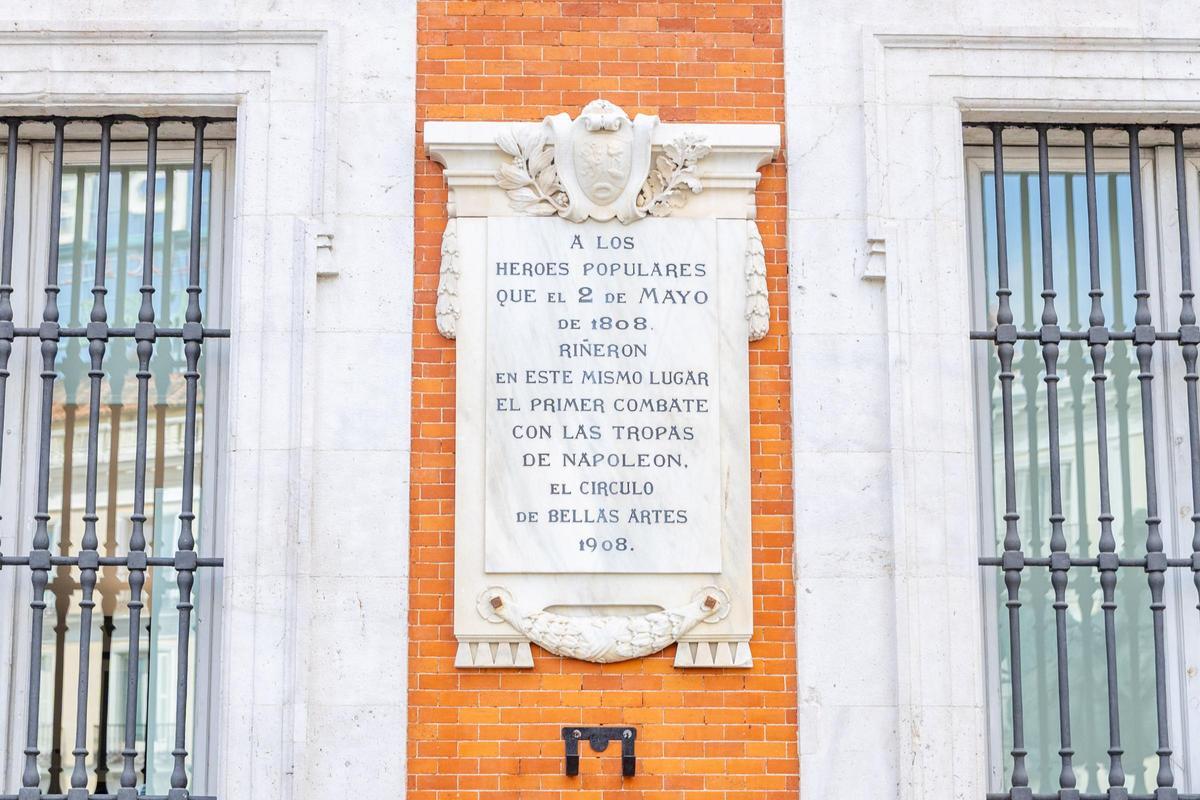 A LOS
HEROES POPULARES
QUE EL 2 DE MAYO
DE 1808.
RIÑERON
EN ESTE MISMO LUGAR
EL PRIMER COMBATE
CON LAS TROPAS
DE NAPOLEON.
EL CIRCULO
DE BELLAS ARTES
1908.